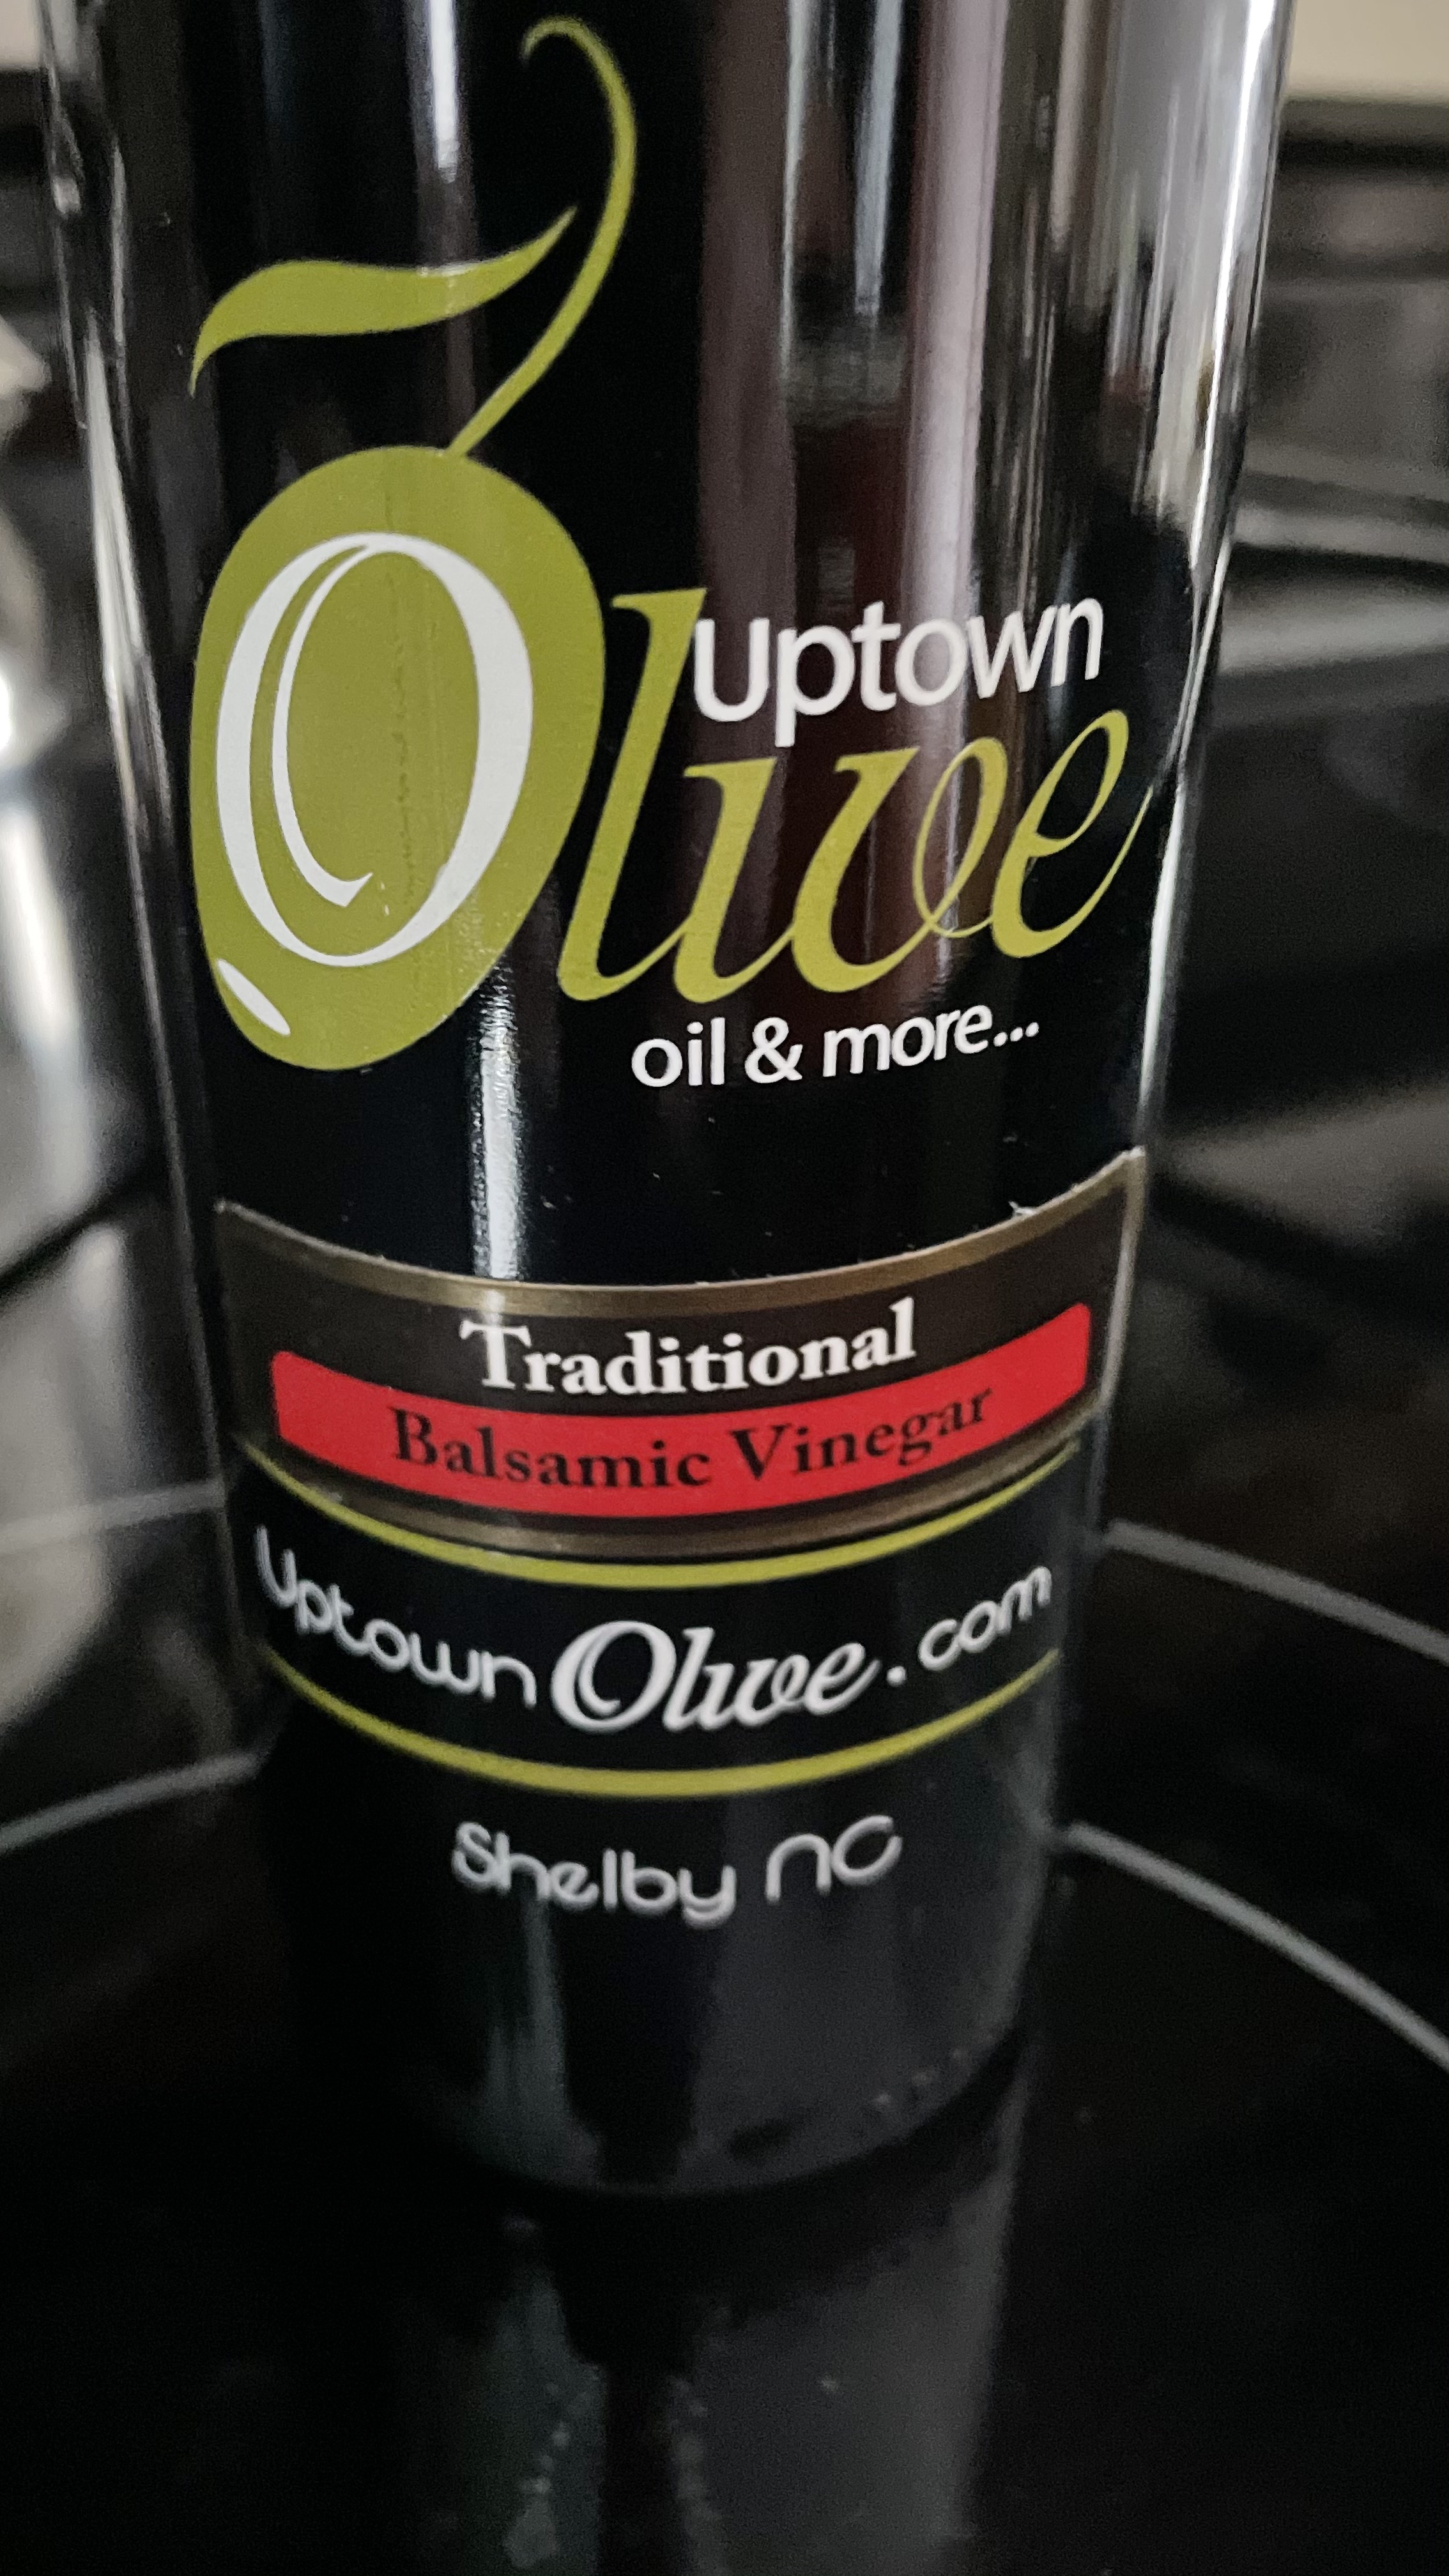 Uptown
Olive
oil & more...
Traditional
Balsamic Vinegar
UptownOlive.com
Shelby NC